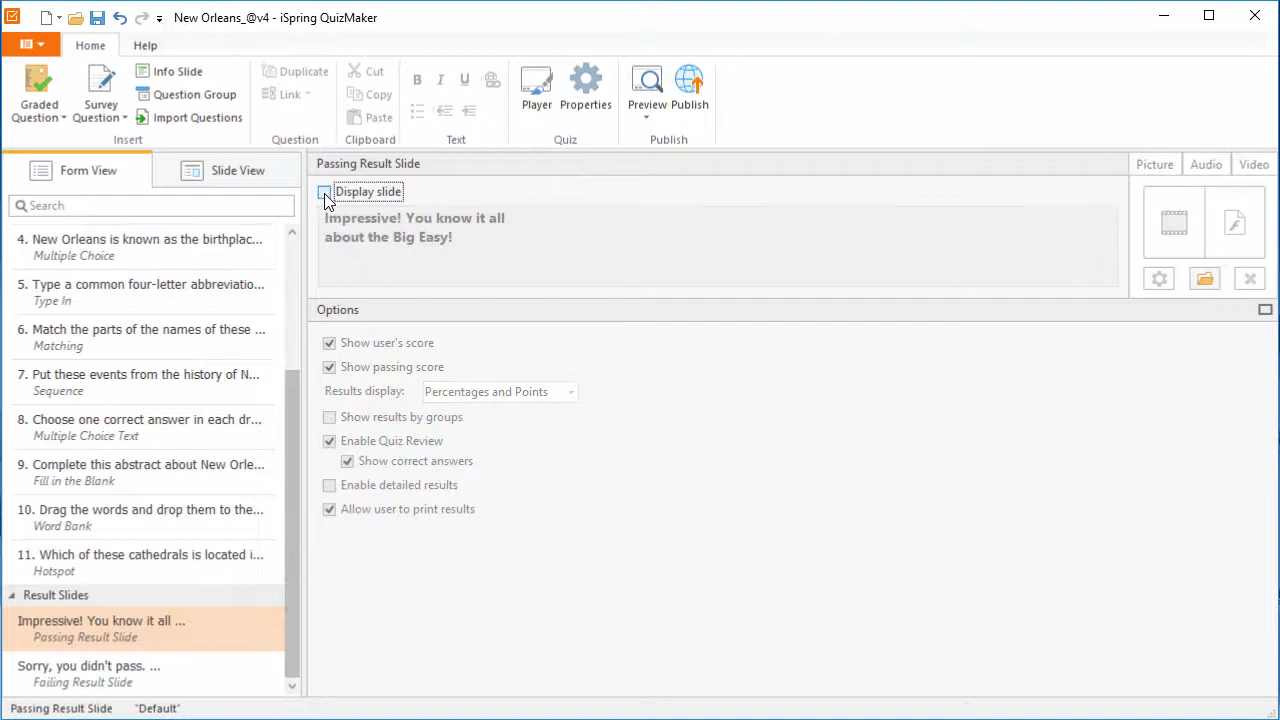 New Orleans_@v4 - iSpring QuizMaker
Home
Help
Graded Question
Survey Question
Info Slide
Question Group
Import Questions
Insert
Duplicate
Link
Question
Cut
Copy
Paste
Clipboard
B I U
Text
Player
Properties
Quiz
Preview
Publish
Publish
Form View
Slide View
Search
4. New Orleans is known as the birthplac...
Multiple Choice
5. Type a common four-letter abbreviatio...
Type In
6. Match the parts of the names of these ...
Matching
7. Put these events from the history of N...
Sequence
8. Choose one correct answer in each dr...
Multiple Choice Text
9. Complete this abstract about New Orle...
Fill in the Blank
10. Drag the words and drop them to the...
Word Bank
11. Which of these cathedrals is located i...
Hotspot
Result Slides
Impressive! You know it all ...
Passing Result Slide
Sorry, you didn't pass. ...
Failing Result Slide
Passing Result Slide
Display slide
Impressive! You know it all
about the Big Easy!
Picture
Audio
Video
Options
Show user's score
Show passing score
Results display: Percentages and Points
Show results by groups
Enable Quiz Review
Show correct answers
Enable detailed results
Allow user to print results
Passing Result Slide "Default"